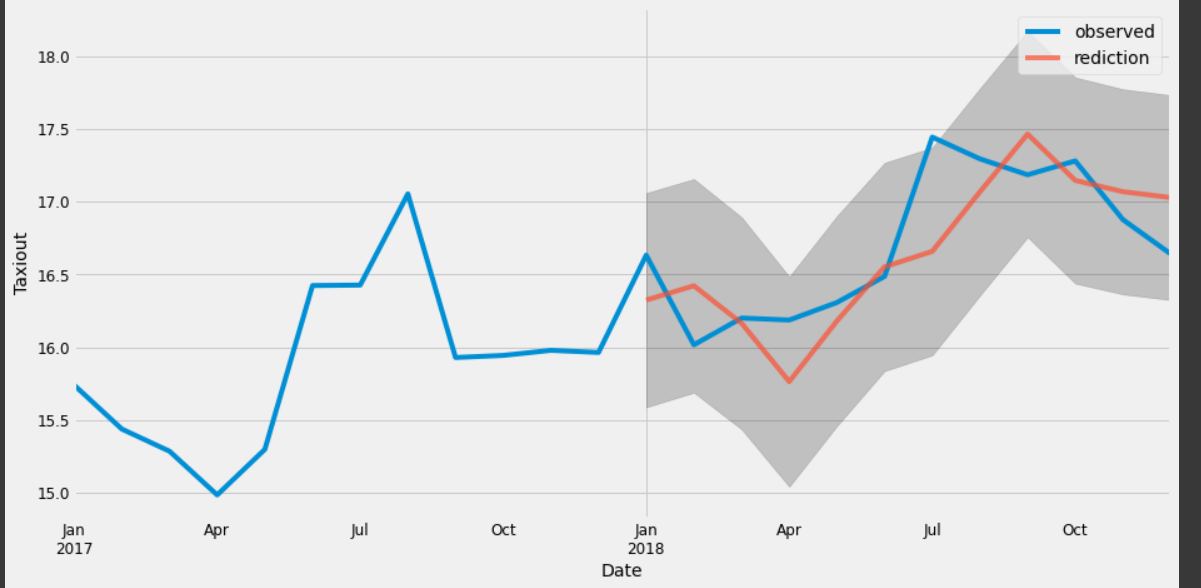 observed
rediction
18.0
17.5
17.0
16.5
16.0
15.5
15.0
Taxiout
Jan Apr Jul Oct Jan Apr Jul Oct
2017 2018
Date